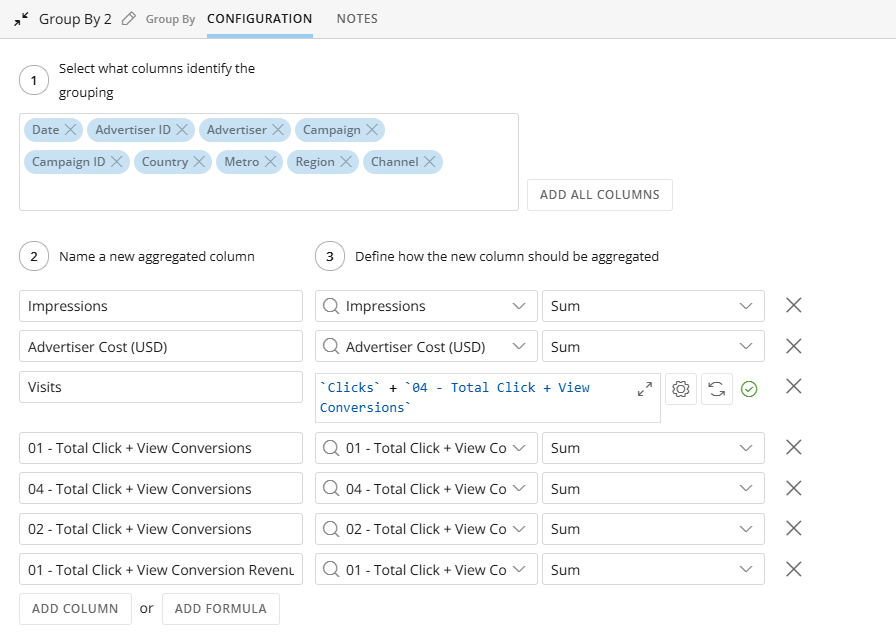 Group By 2 Group By CONFIGURATION NOTES
1 Select what columns identify the
grouping
Date Advertiser ID Advertiser Campaign
Campaign ID Country Metro Region Channel
ADD ALL COLUMNS
2 Name a new aggregated column 3 Define how the new column should be aggregated
Impressions Impressions Sum
Advertiser Cost (USD) Advertiser Cost (USD) Sum
Visits `Clicks` + `04 - Total Click + View
Conversions`
01 - Total Click + View Conversions 01 - Total Click + View Co Sum
04 - Total Click + View Conversions 04 - Total Click + View Co Sum
02 - Total Click + View Conversions 02 - Total Click + View Co Sum
01 - Total Click + View Conversion Revenu 01 - Total Click + View Co Sum
ADD COLUMN or ADD FORMULA